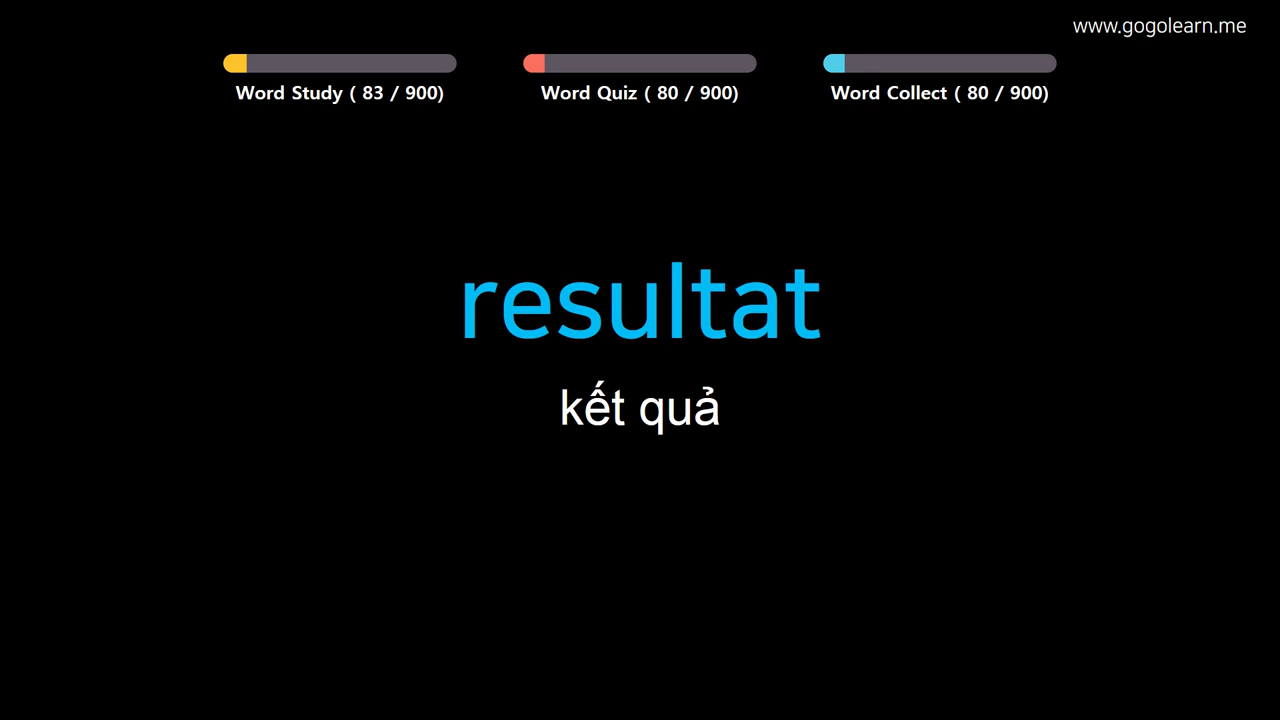 www.gogolearn.me
Word Study ( 83 / 900)
Word Quiz ( 80 / 900)
Word Collect ( 80 / 900)
resultat
kết quả